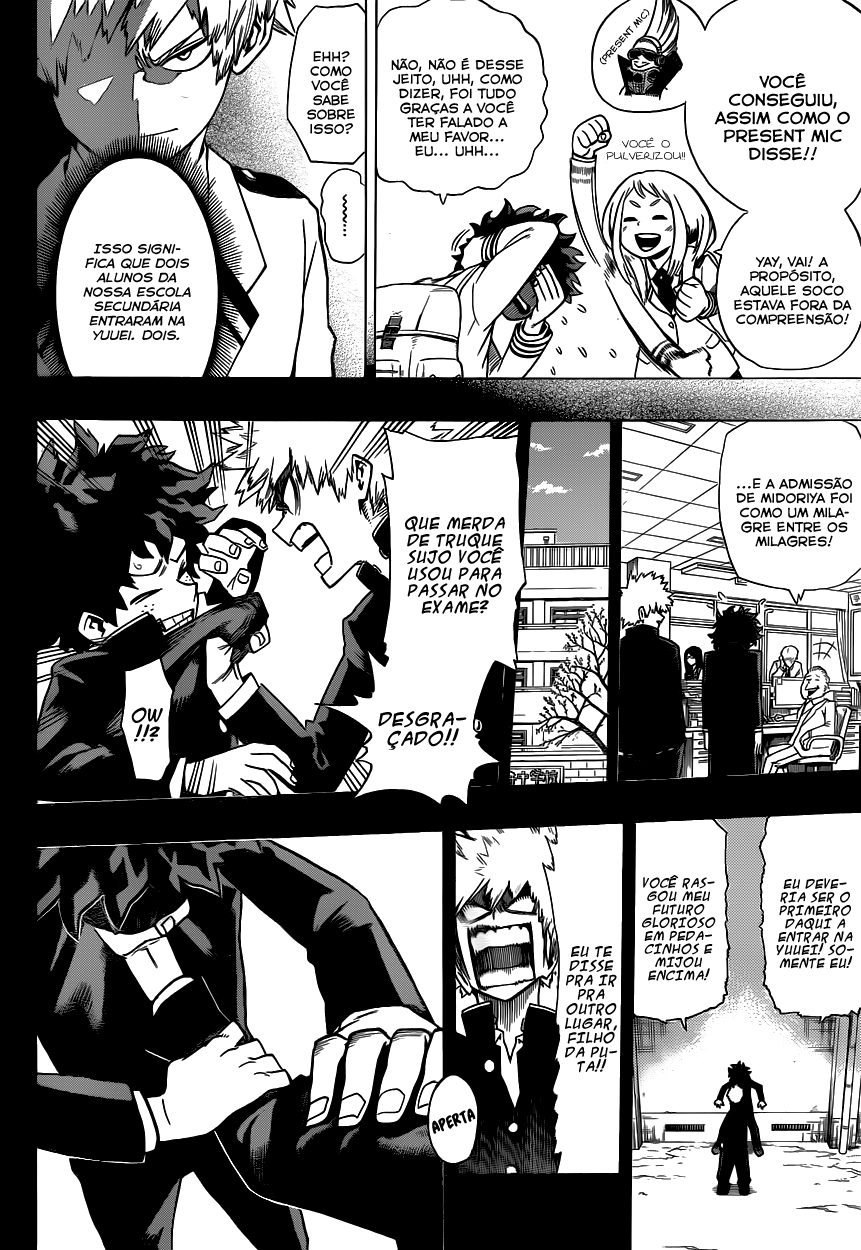 (PRESENT MIC)
VOCÊ
CONSEGUIU,
ASSIM COMO O
PRESENT MIC
DISSE!!
VOCÊ O
PULVERIZOU!!
YAY, VAI! A
PROPÓSITO,
AQUELE SOCO
ESTAVA FORA DA
COMPREENSÃO!
NÃO, NÃO É DESSE
JEITO, UHH, COMO
DIZER, FOI TUDO
GRAÇAS A VOCÊ
TER FALADO A
MEU FAVOR...
EU... UHH...
EHH?
COMO
VOCÊ
SABE
SOBRE
ISSO?
.......
.....
ISSO SIGNI-
FICA QUE DOIS
ALUNOS DA
NOSSA ESCOLA
SECUNDÁRIA
ENTRARAM NA
YUUEI. DOIS.
...E A ADMISSÃO
DE MIDORIYA FOI
COMO UM MILA-
GRE ENTRE OS
MILAGRES!
QUE MERDA
DE TRUQUE
SUJO VOCÊ
USOU PARA
PASSAR NO
EXAME?
DESGRA-
ÇADO!!
OW
!!?
EU DEVE-
RIA SER O
PRIMEIRO
DAQUI A
ENTRAR NA
YUUEI! SO-
MENTE EU!
VOCÊ RAS-
GOU MEU
FUTURO
GLORIOSO
EM PEDA-
CINHOS E
MIJOU
ENCIMA!
EU TE
DISSE
PRA IR
PRA
OUTRO
LUGAR,
FILHO
DA PU-
TA!!
APERTA